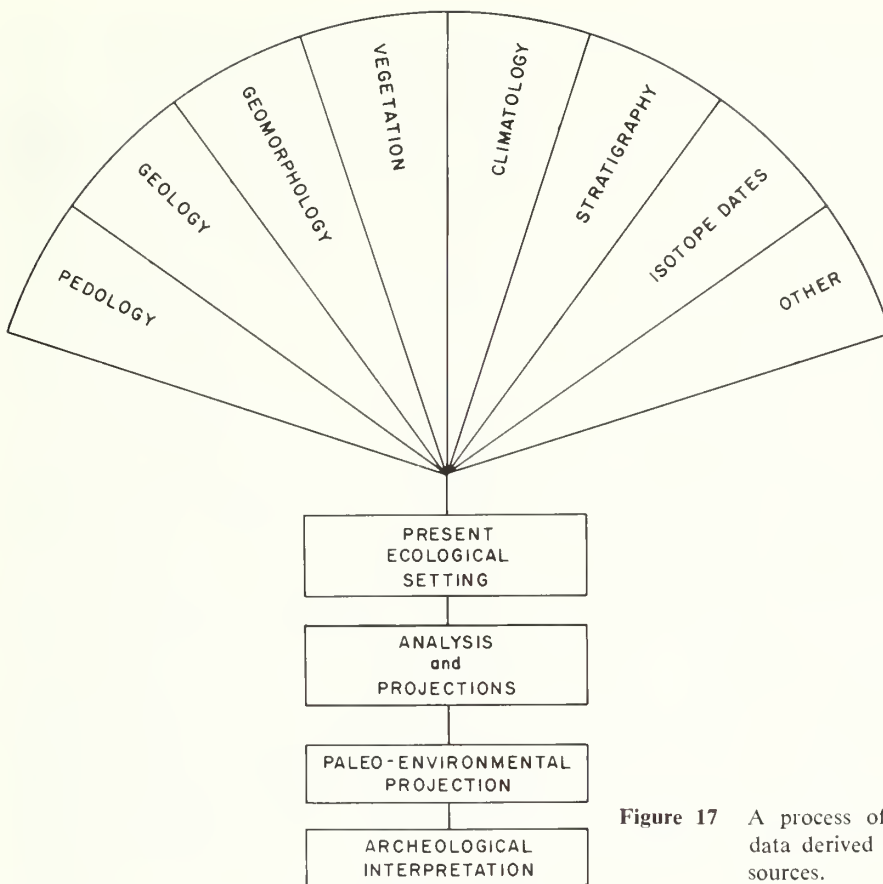 PEDOLOGY
GEOLOGY
GEOMORPHOLOGY
VEGETATION
CLIMATOLOGY
STRATIGRAPHY
ISOTOPE DATES
OTHER
PRESENT
ECOLOGICAL
SETTING
ANALYSIS
and
PROJECTIONS
PALEO-ENVIRONMENTAL
PROJECTION
ARCHEOLOGICAL
INTERPRETATION
Figure 17 A process of
data derived
sources.